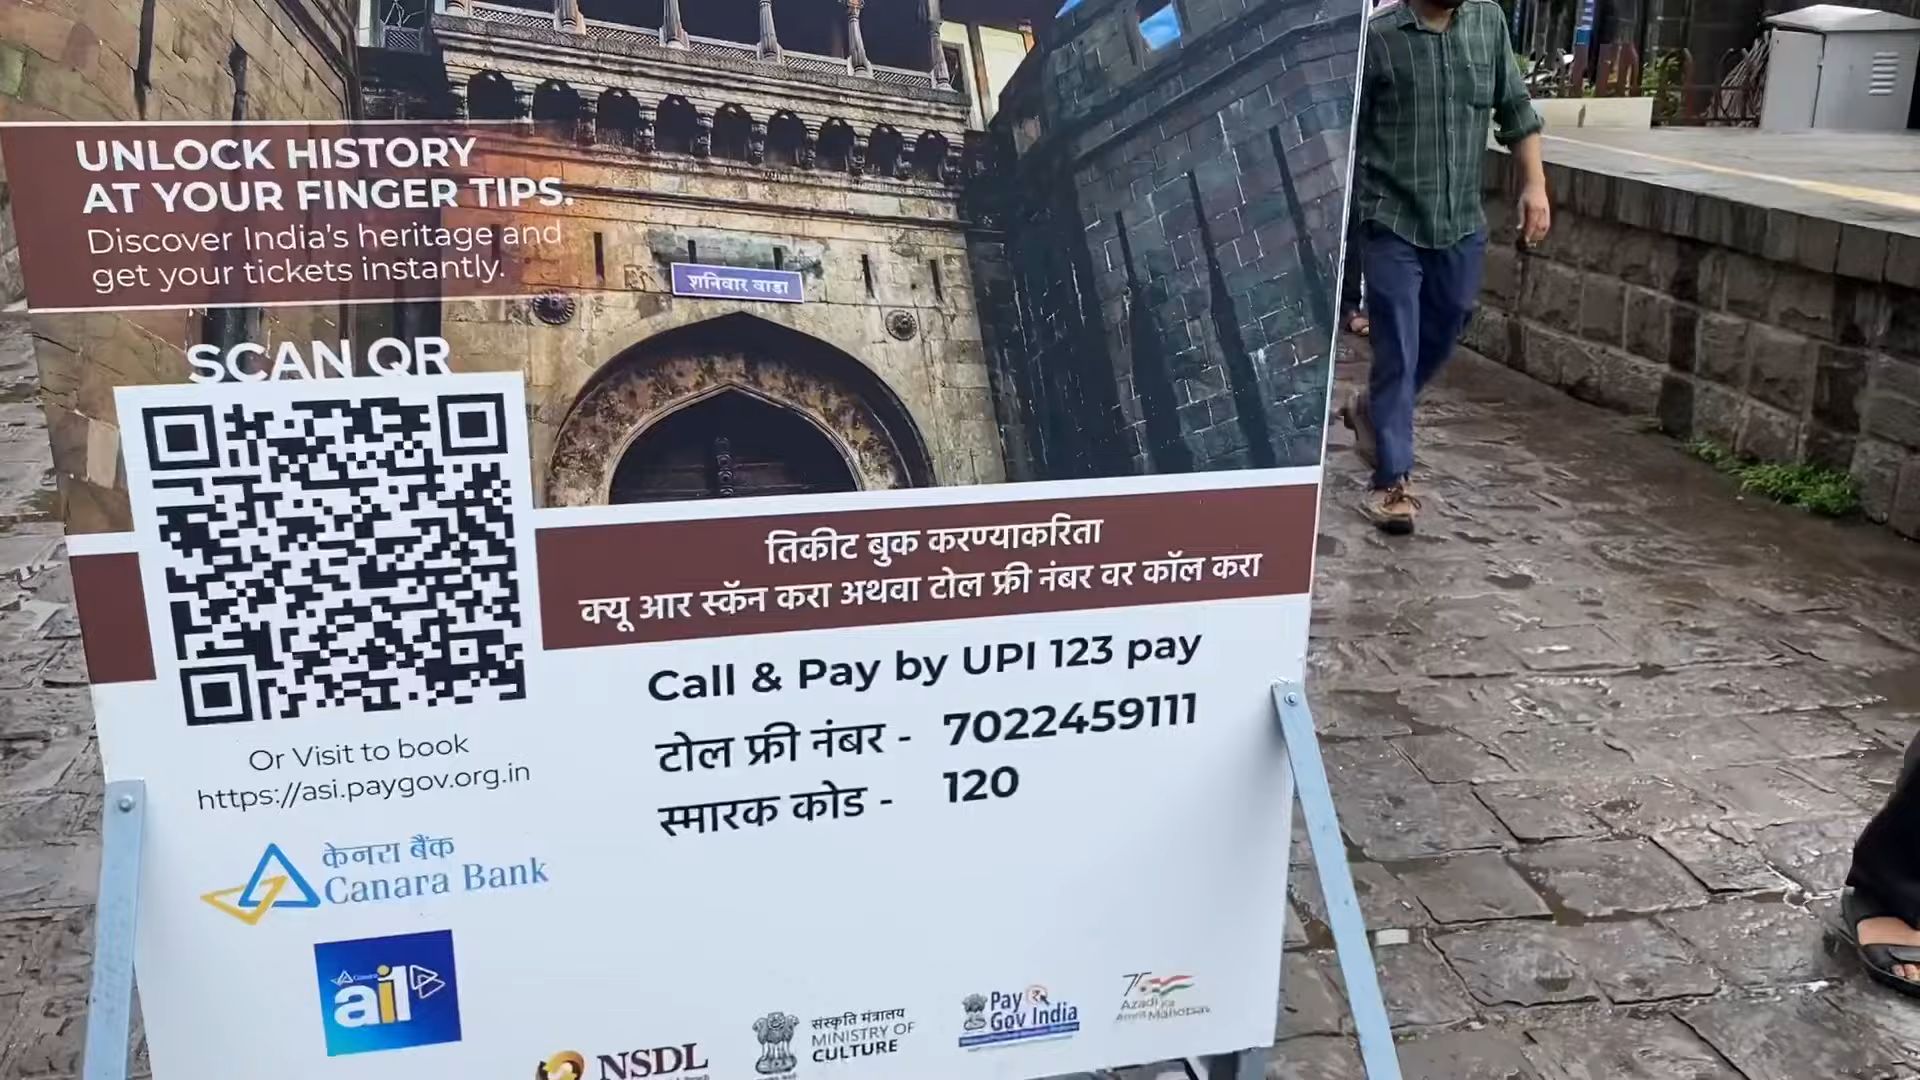 UNLOCK HISTORY
AT YOUR FINGER TIPS.
Discover India's heritage and
get your tickets instantly.
शनिवार वाडा
SCAN QR
तिकीट बुक करण्याकरिता
क्यू आर स्कॅन करा अथवा टोल फ्री नंबर वर कॉल करा
Call & Pay by UPI 123 pay
टोल फ्री नंबर - 7022459111
स्मारक कोड - 120
Or Visit to book
https://asi.paygov.org.in
केनरा बैंक
Canara Bank
Canara
ai1
NSDL
संस्कृति मंत्रालय
MINISTRY OF
CULTURE
Pay
Gov India
75
Azadi Ka
Amrit Mahotsav